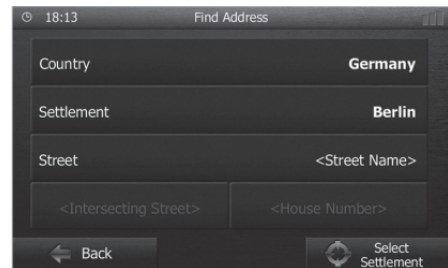 18:13 Find Address
Country Germany
Settlement Berlin
Street <Street Name>
<Intersecting Street> <House Number>
Back Select
Settlement